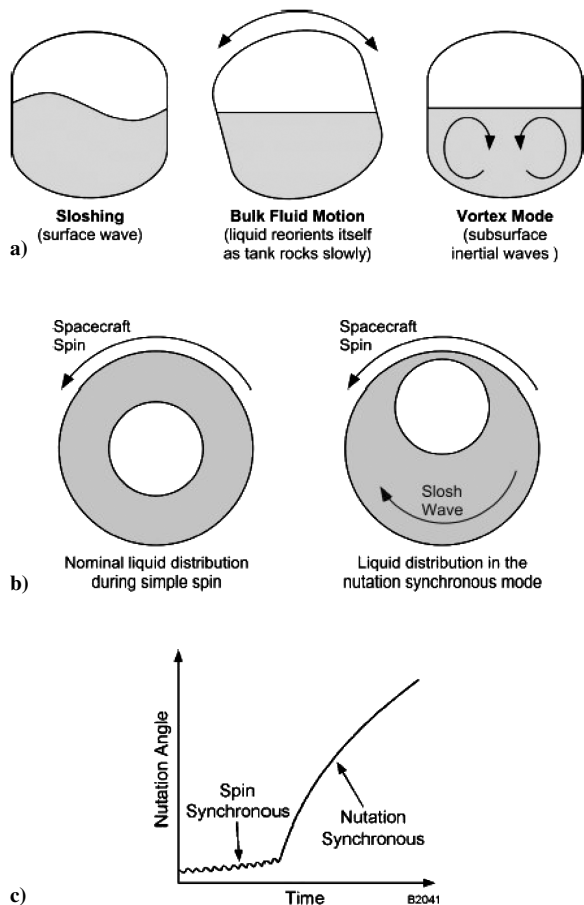 Sloshing
(surface wave)
Bulk Fluid Motion
(liquid reorients itself
as tank rocks slowly)
Vortex Mode
(subsurface
inertial waves )
a)
Spacecraft
Spin
Spacecraft
Spin
Slosh
Wave
Nominal liquid distribution
during simple spin
Liquid distribution in the
nutation synchronous mode
b)
Nutation Angle
Spin
Synchronous
Nutation
Synchronous
Time
B2041
c)